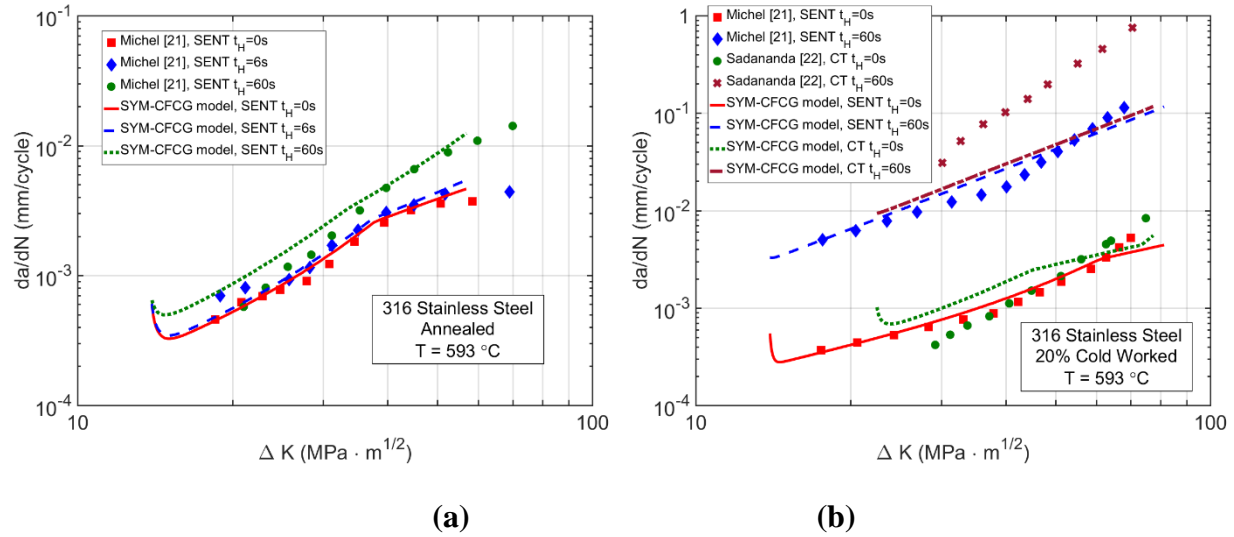 10^-1
10^-2
10^-3
10^-4
da/dN (mm/cycle)
Michel [21], SENT t_H=0s
Michel [21], SENT t_H=6s
Michel [21], SENT t_H=60s
SYM-CFCG model, SENT t_H=0s
SYM-CFCG model, SENT t_H=6s
SYM-CFCG model, SENT t_H=60s
316 Stainless Steel
Annealed
T = 593 °C
10
100
Δ K (MPa · m^1/2)
(a)
1
10^-1
10^-2
10^-3
10^-4
da/dN (mm/cycle)
Michel [21], SENT t_H=0s
Michel [21], SENT t_H=60s
Sadananda [22], CT t_H=0s
Sadananda [22], CT t_H=60s
SYM-CFCG model, SENT t_H=0s
SYM-CFCG model, SENT t_H=60s
SYM-CFCG model, CT t_H=0s
SYM-CFCG model, CT t_H=60s
316 Stainless Steel
20% Cold Worked
T = 593 °C
10
100
Δ K (MPa · m^1/2)
(b)